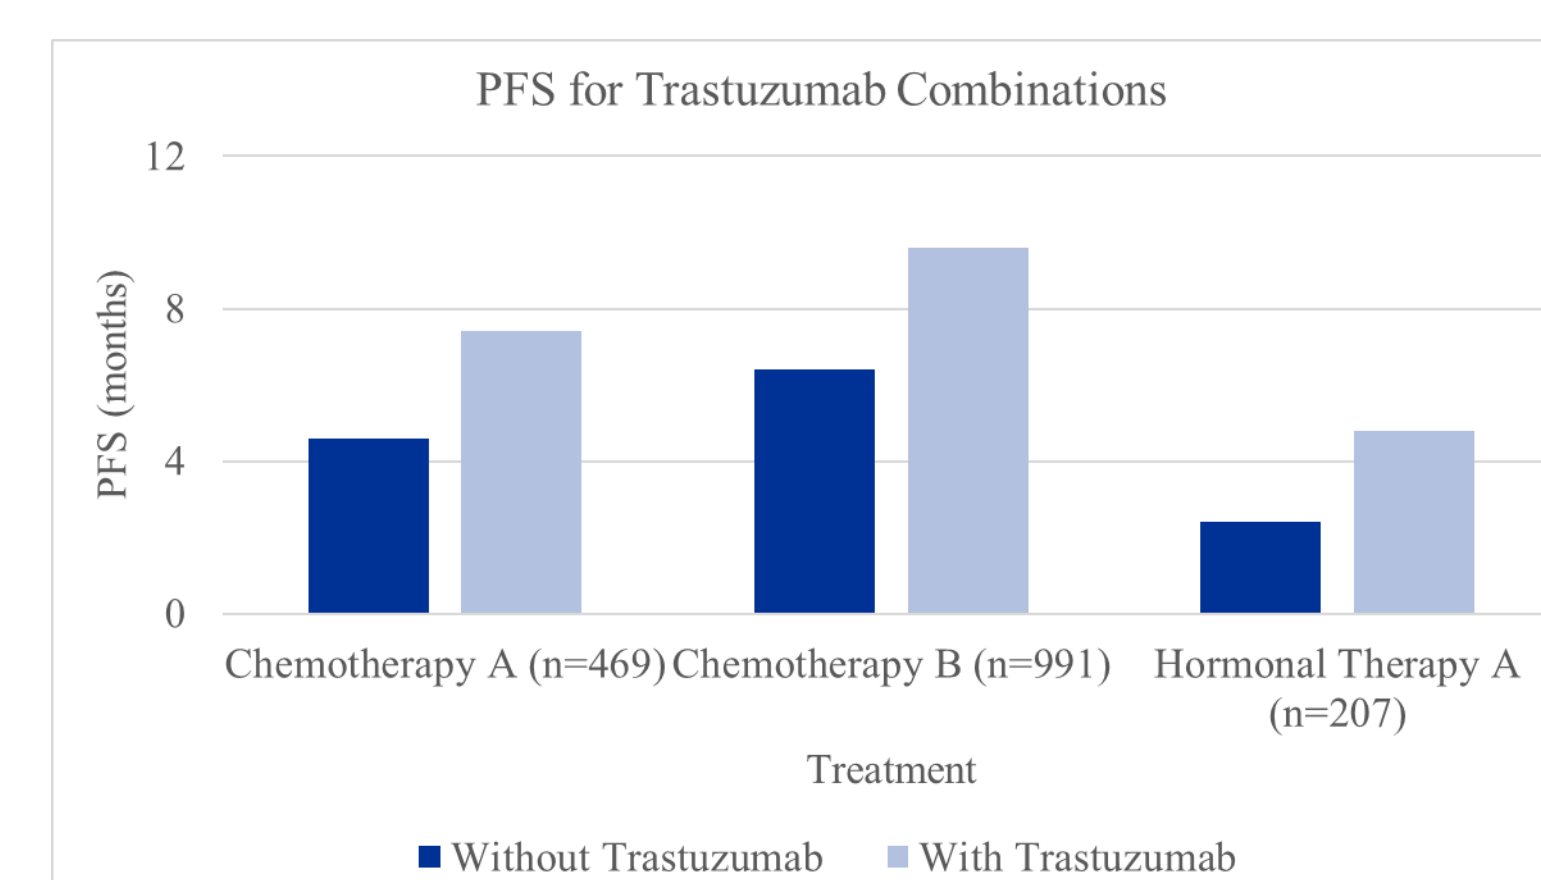 PFS for Trastuzumab Combinations
12
8
4
0
PFS (months)
Chemotherapy A (n=469) Chemotherapy B (n=991) Hormonal Therapy A
(n=207)
Treatment
Without Trastuzumab With Trastuzumab